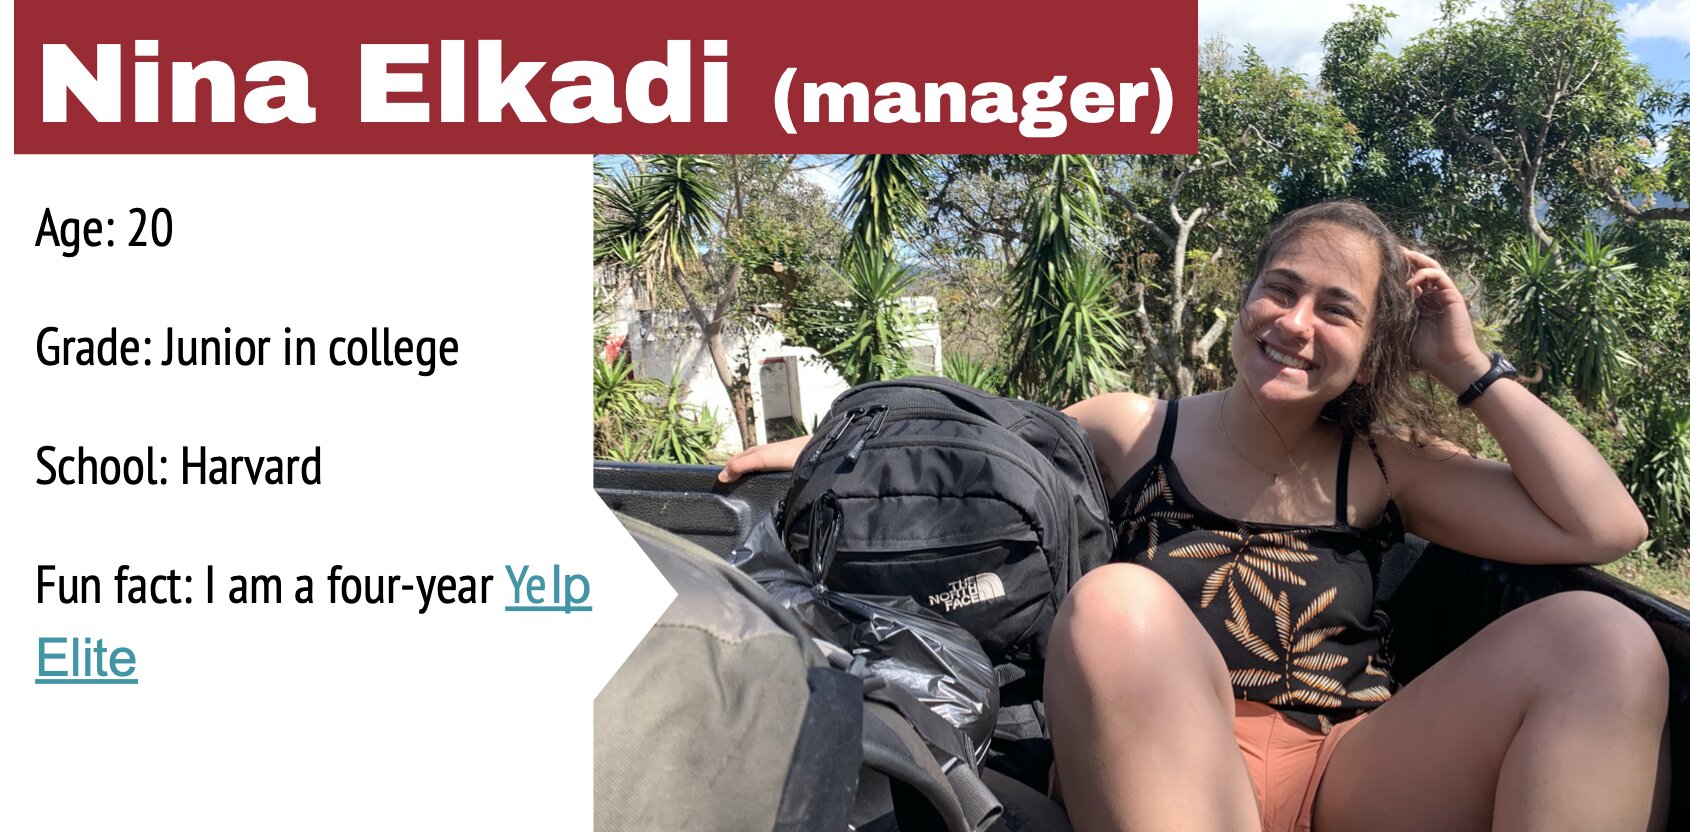 Nina Elkadi (manager)
Age: 20
Grade: Junior in college
School: Harvard
Fun fact: I am a four-year Yelp
Elite
THE
NORTH
FACE